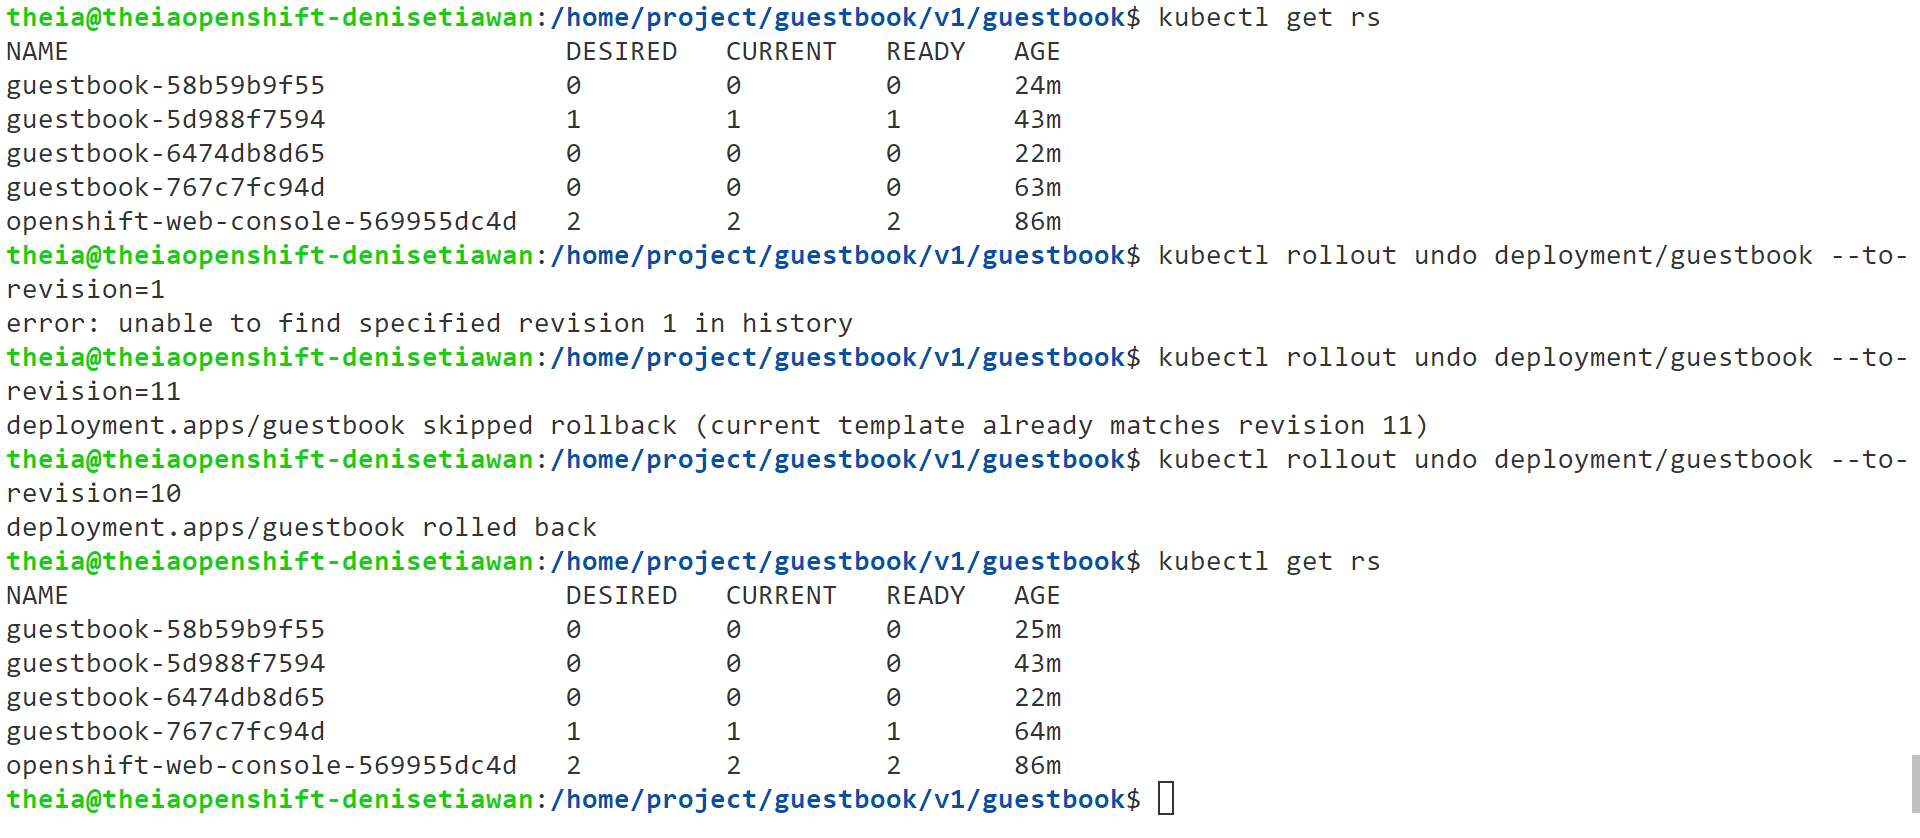 theia@theiaopenshift-denisetiawan:/home/project/guestbook/v1/guestbook$ kubectl get rs
NAME                               DESIRED   CURRENT   READY   AGE
guestbook-58b59b9f55               0         0         0       24m
guestbook-5d988f7594               1         1         1       43m
guestbook-6474db8d65               0         0         0       22m
guestbook-767c7fc94d               0         0         0       63m
openshift-web-console-569955dc4d   2         2         2       86m
theia@theiaopenshift-denisetiawan:/home/project/guestbook/v1/guestbook$ kubectl rollout undo deployment/guestbook --to-
revision=1
error: unable to find specified revision 1 in history
theia@theiaopenshift-denisetiawan:/home/project/guestbook/v1/guestbook$ kubectl rollout undo deployment/guestbook --to-
revision=11
deployment.apps/guestbook skipped rollback (current template already matches revision 11)
theia@theiaopenshift-denisetiawan:/home/project/guestbook/v1/guestbook$ kubectl rollout undo deployment/guestbook --to-
revision=10
deployment.apps/guestbook rolled back
theia@theiaopenshift-denisetiawan:/home/project/guestbook/v1/guestbook$ kubectl get rs
NAME                               DESIRED   CURRENT   READY   AGE
guestbook-58b59b9f55               0         0         0       25m
guestbook-5d988f7594               0         0         0       43m
guestbook-6474db8d65               0         0         0       22m
guestbook-767c7fc94d               1         1         1       64m
openshift-web-console-569955dc4d   2         2         2       86m
theia@theiaopenshift-denisetiawan:/home/project/guestbook/v1/guestbook$